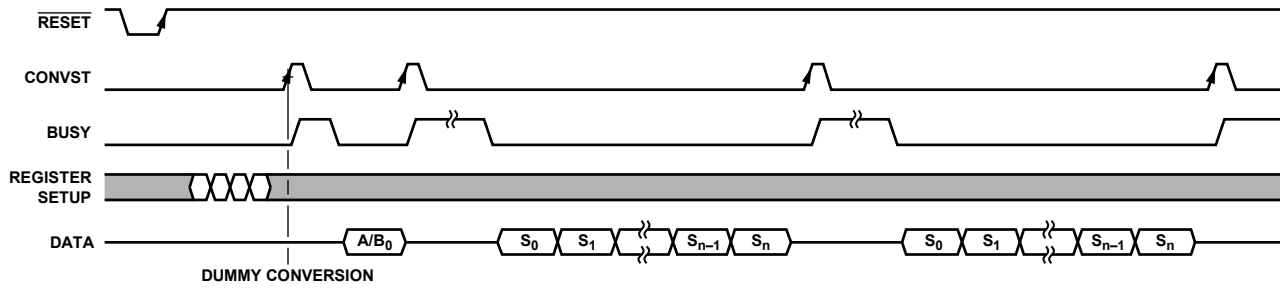 RESET
CONVST
BUSY
REGISTER
SETUP
DATA
A/B0
S0
S1
Sn–1
Sn
S0
S1
Sn–1
Sn
DUMMY CONVERSION